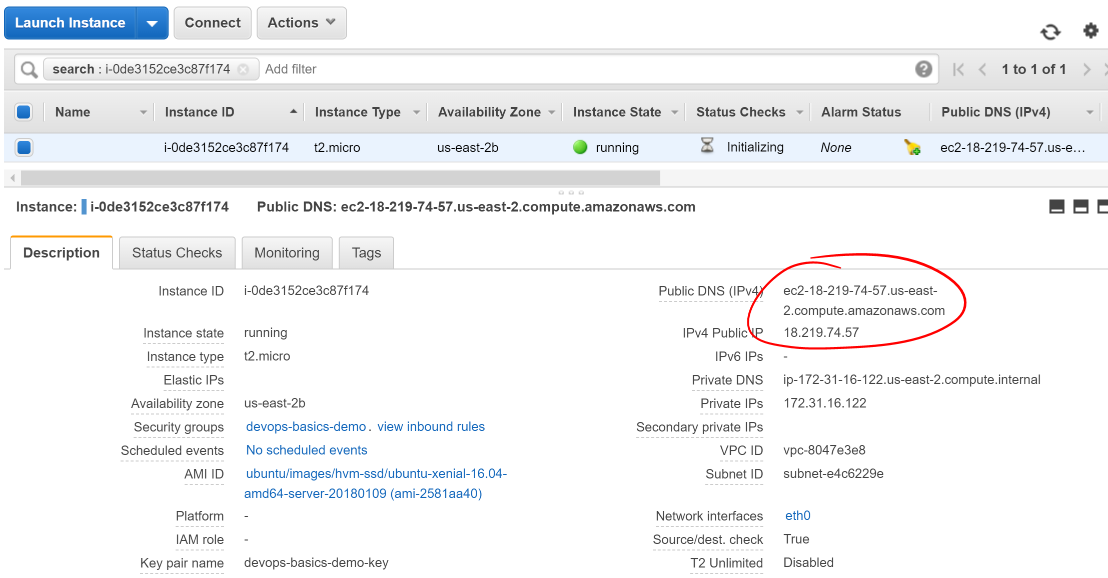 Launch Instance Connect Actions
search : i-0de3152ce3c87f174 Add filter 1 to 1 of 1
Name Instance ID Instance Type Availability Zone Instance State Status Checks Alarm Status Public DNS (IPv4)
i-0de3152ce3c87f174 t2.micro us-east-2b running Initializing None ec2-18-219-74-57.us-e...
Instance: i-0de3152ce3c87f174 Public DNS: ec2-18-219-74-57.us-east-2.compute.amazonaws.com
Description Status Checks Monitoring Tags
Instance ID i-0de3152ce3c87f174 Public DNS (IPv4) ec2-18-219-74-57.us-east-
2.compute.amazonaws.com
Instance state running IPv4 Public IP 18.219.74.57
Instance type t2.micro IPv6 IPs -
Elastic IPs Private DNS ip-172-31-16-122.us-east-2.compute.internal
Availability zone us-east-2b Private IPs 172.31.16.122
Security groups devops-basics-demo . view inbound rules Secondary private IPs
Scheduled events No scheduled events VPC ID vpc-8047e3e8
AMI ID ubuntu/images/hvm-ssd/ubuntu-xenial-16.04- Subnet ID subnet-e4c6229e
amd64-server-20180109 (ami-2581aa40)
Platform - Network interfaces eth0
IAM role - Source/dest. check True
Key pair name devops-basics-demo-key T2 Unlimited Disabled